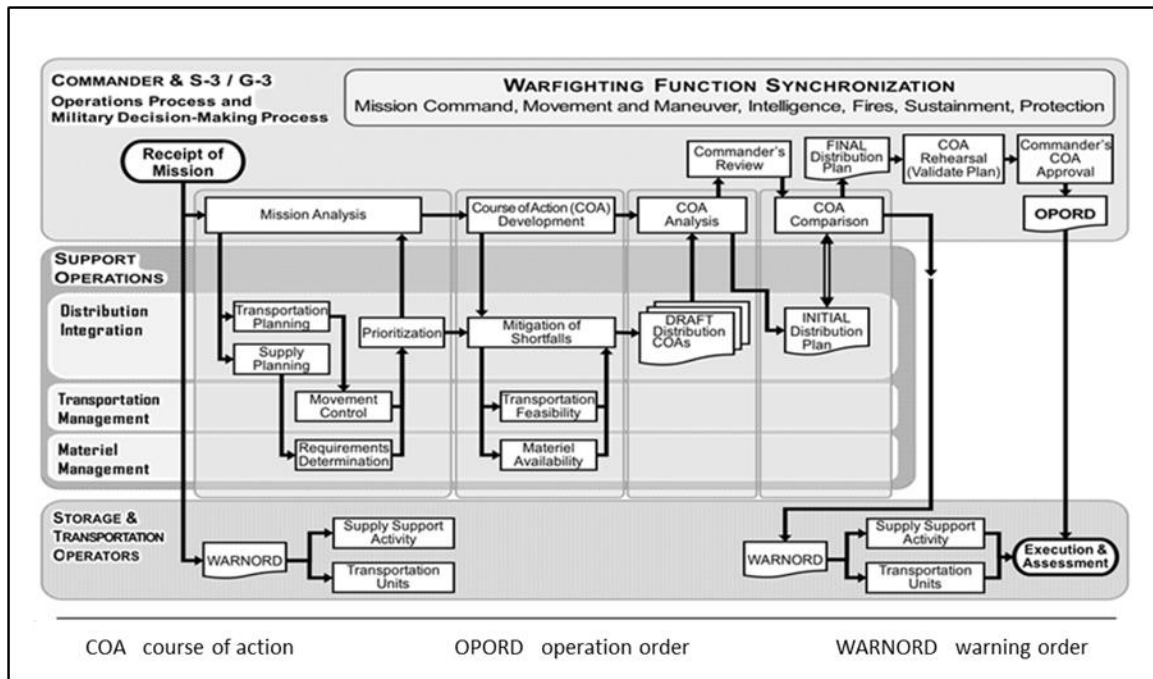 COMMANDER & S-3 / G-3
Operations Process and
Military Decision-Making Process
WARFIGHTING FUNCTION SYNCHRONIZATION
Mission Command, Movement and Maneuver, Intelligence, Fires, Sustainment, Protection
Receipt of
Mission
Mission Analysis
Course of Action (COA)
Development
COA
Analysis
Commander's
Review
COA
Comparison
FINAL
Distribution
Plan
COA
Rehearsal
(Validate Plan)
Commander's
COA
Approval
OPORD
SUPPORT
OPERATIONS
Distribution
Integration
Transportation
Planning
Supply
Planning
Prioritization
Mitigation of
Shortfalls
DRAFT
Distribution
COAs
INITIAL
Distribution
Plan
Transportation
Management
Movement
Control
Transportation
Feasibility
Materiel
Management
Requirements
Determination
Materiel
Availability
STORAGE &
TRANSPORTATION
OPERATORS
WARNORD
Supply Support
Activity
Transportation
Units
WARNORD
Supply Support
Activity
Transportation
Units
Execution &
Assessment
COA course of action
OPORD operation order
WARNORD warning order